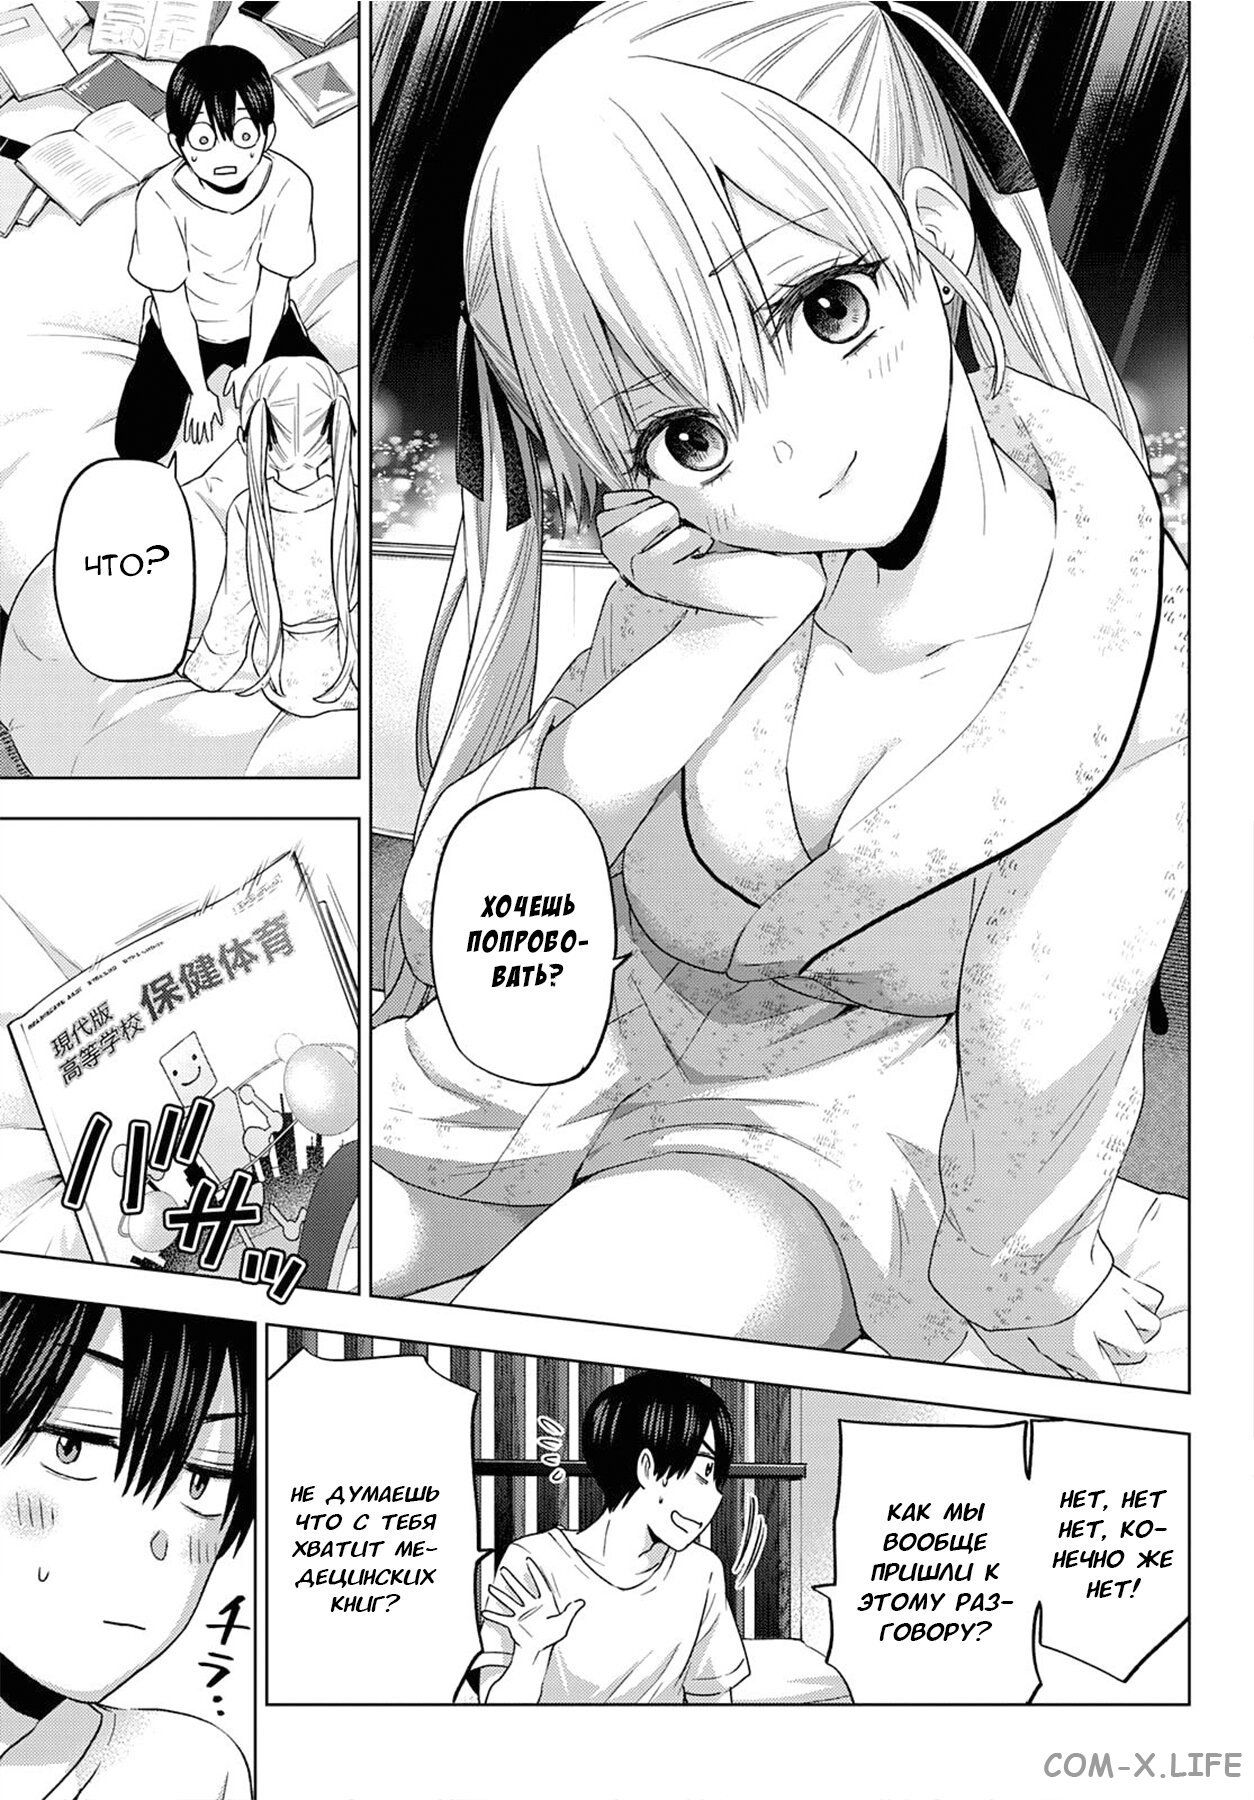 ХОЧЕШЬ
ПОПРОБО-
ВАТЬ?
ЧТО?
現代版
高等学校
保健体育
バサッ
НЕТ, НЕТ
НЕТ, КО-
НЕЧНО ЖЕ
НЕТ!
КАК МЫ
ВООБЩЕ
ПРИШЛИ К
ЭТОМУ РАЗ-
ГОВОРУ?
НЕ ДУМАЕШЬ
ЧТО С ТЕБЯ
ХВАТИТ МЕ-
ДЕЦИНСКИХ
КНИГ?
チラ…
COM-X.LIFE